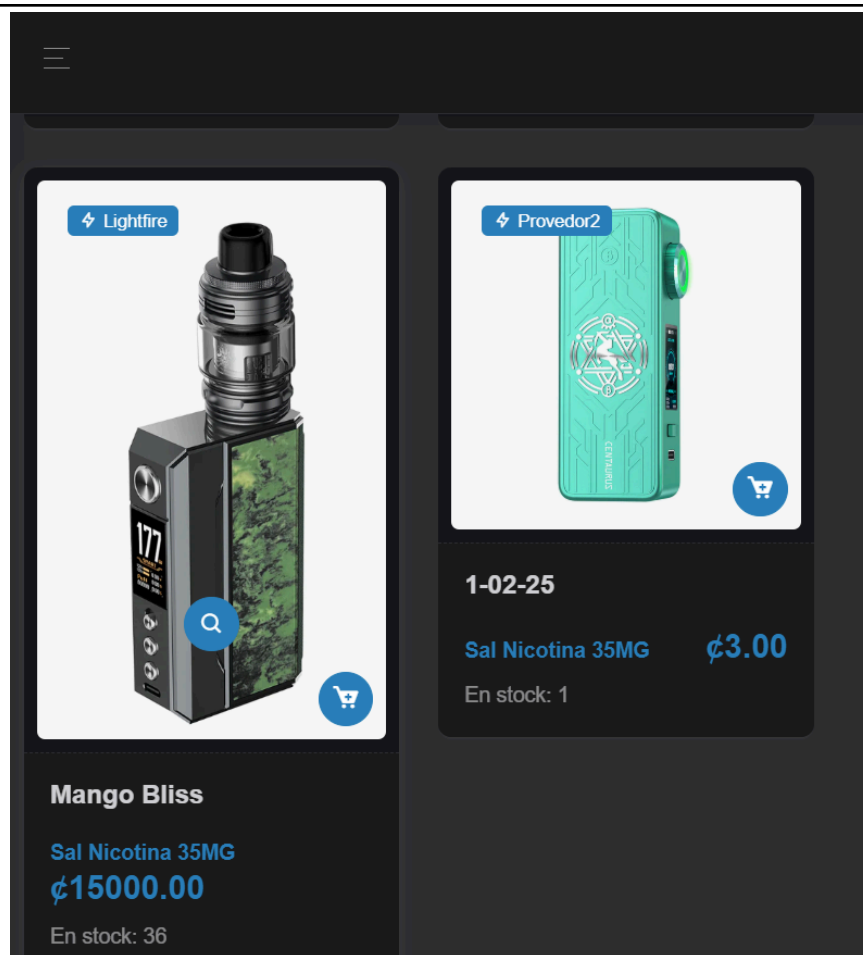 Lightfire
177
Mango Bliss
Sal Nicotina 35MG
₡15000.00
En stock: 36
Provedor2
CENTAURUS
1-02-25
Sal Nicotina 35MG
₡3.00
En stock: 1